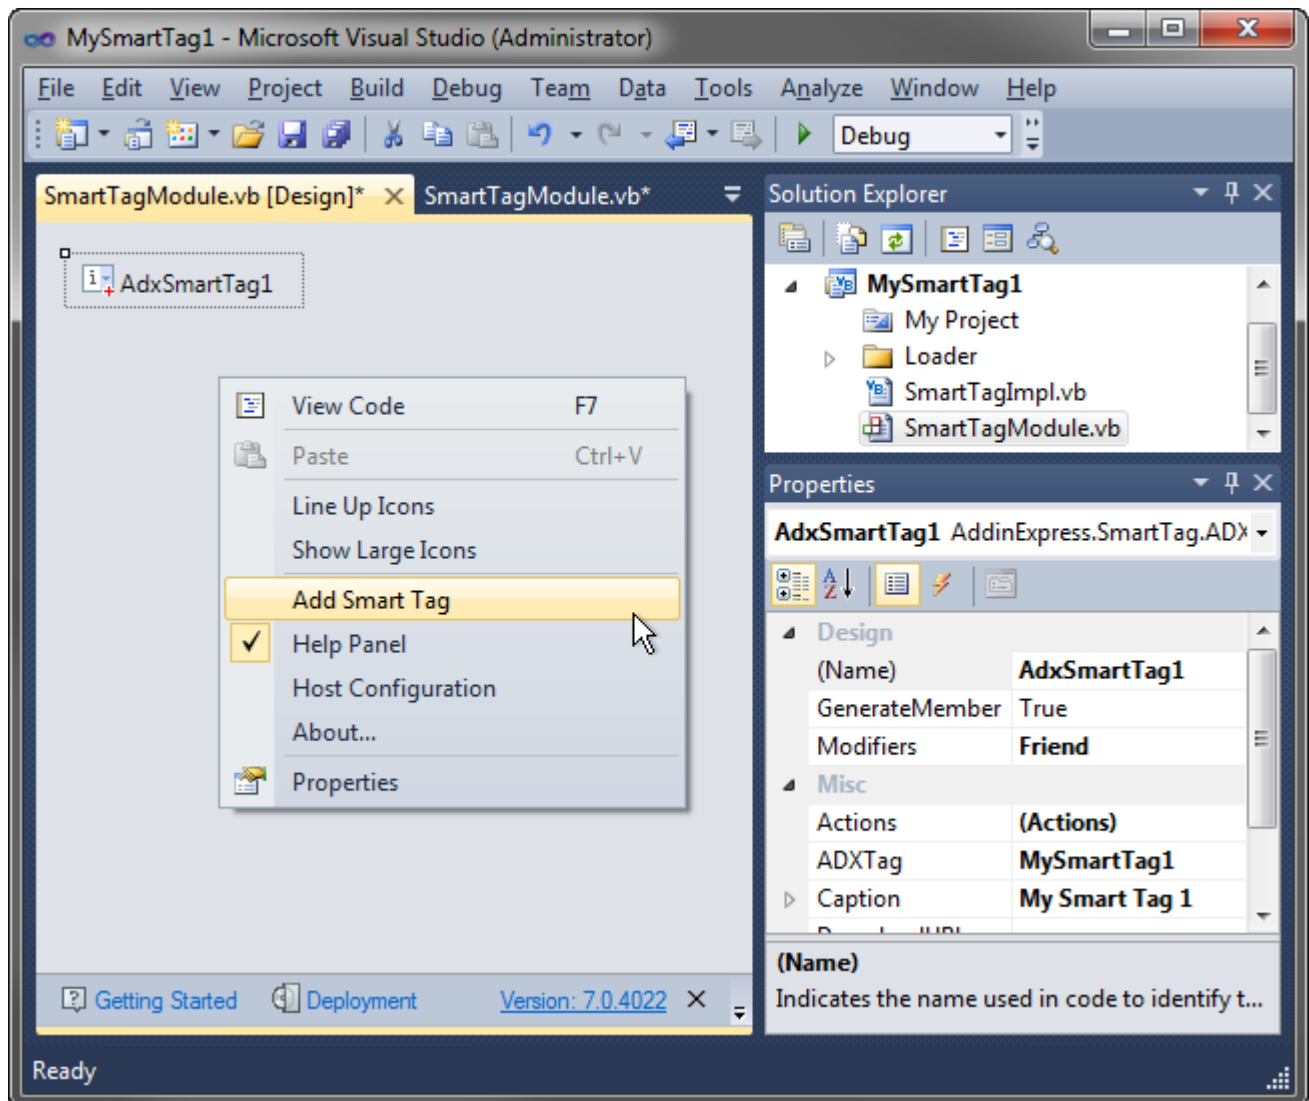 MySmartTag1 - Microsoft Visual Studio (Administrator)
File Edit View Project Build Debug Team Data Tools Analyze Window Help
Debug
SmartTagModule.vb [Design]* SmartTagModule.vb*
AdxSmartTag1
View Code F7
Paste Ctrl+V
Line Up Icons
Show Large Icons
Add Smart Tag
Help Panel
Host Configuration
About...
Properties
Getting Started Deployment Version: 7.0.4022
Solution Explorer
MySmartTag1
My Project
Loader
SmartTagImpl.vb
SmartTagModule.vb
Properties
AdxSmartTag1 AddinExpress.SmartTag.ADX
Design
(Name) AdxSmartTag1
GenerateMember True
Modifiers Friend
Misc
Actions (Actions)
ADXTag MySmartTag1
Caption My Smart Tag 1
(Name)
Indicates the name used in code to identify t...
Ready